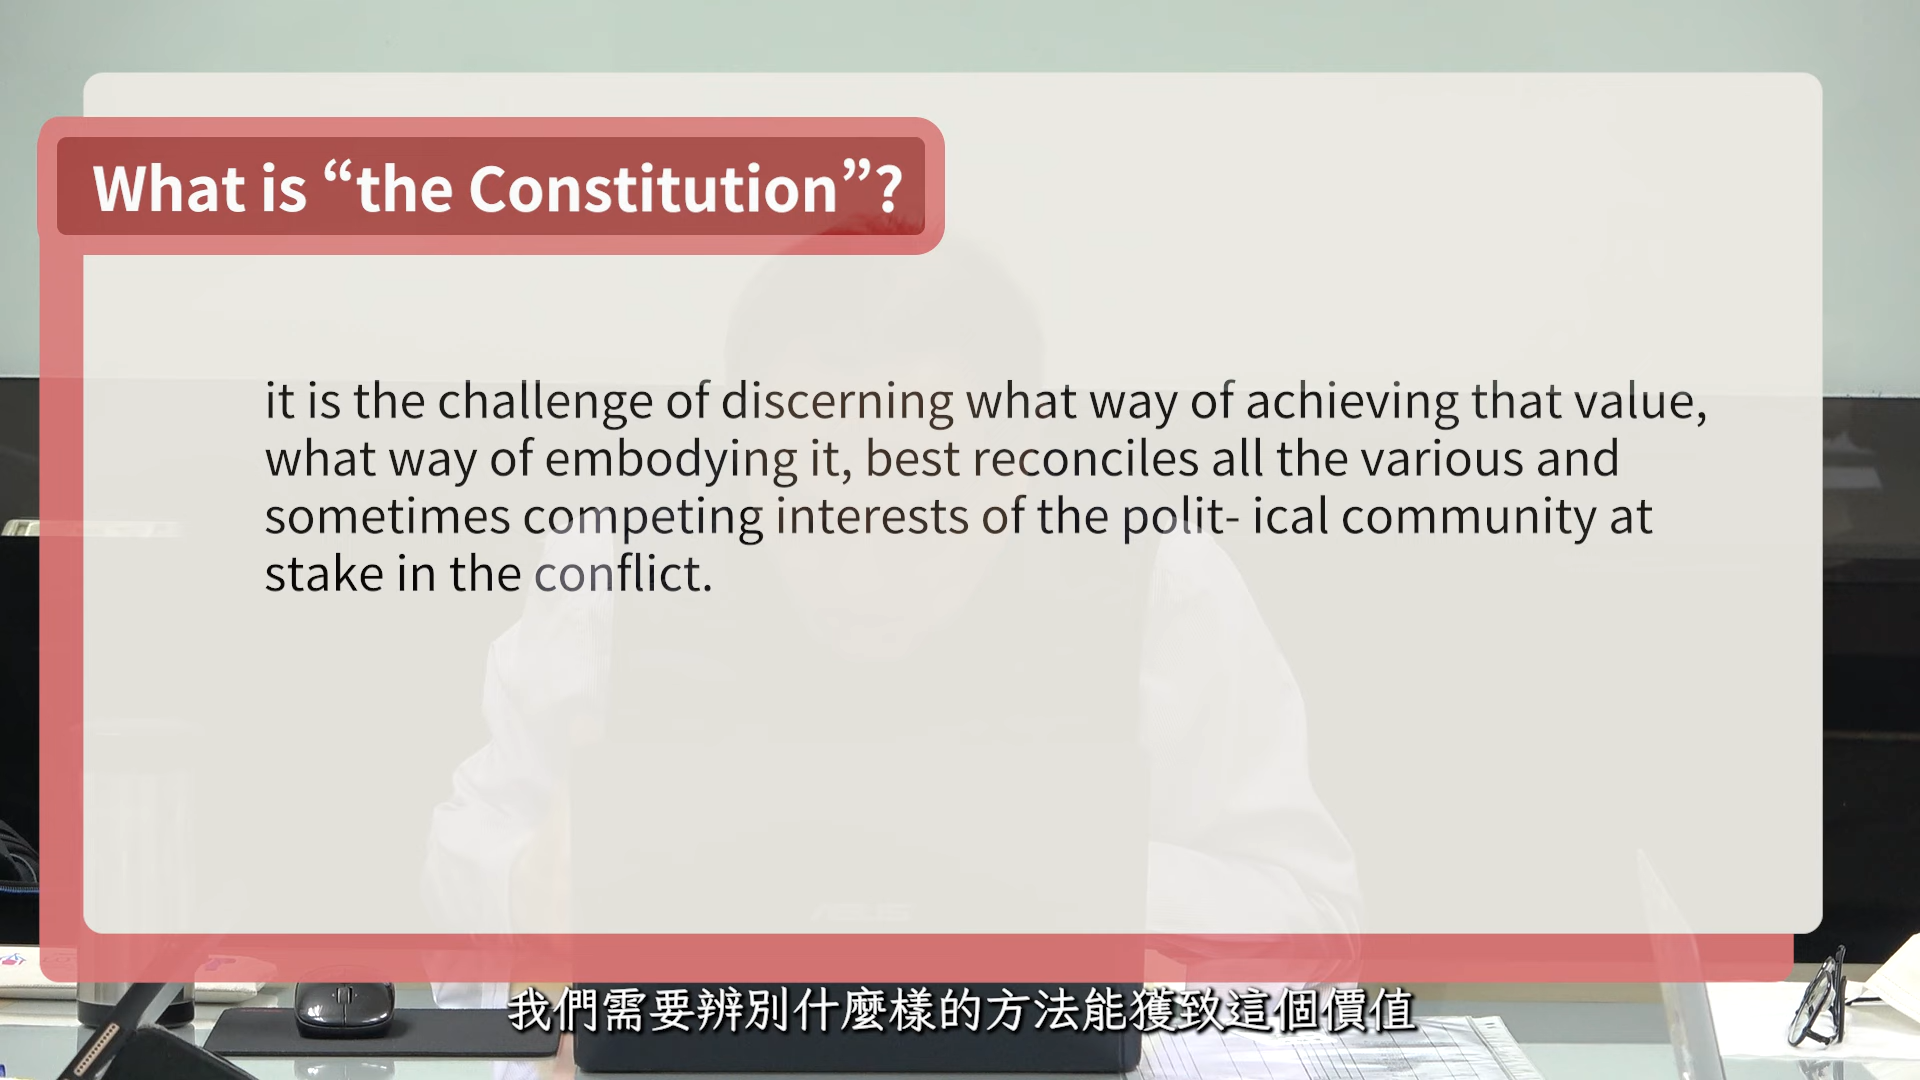 What is “the Constitution”?
it is the challenge of discerning what way of achieving that value,
what way of embodying it, best reconciles all the various and
sometimes competing interests of the polit- ical community at
stake in the conflict.
ASUS
我們需要辨別什麼樣的方法能獲致這個價值